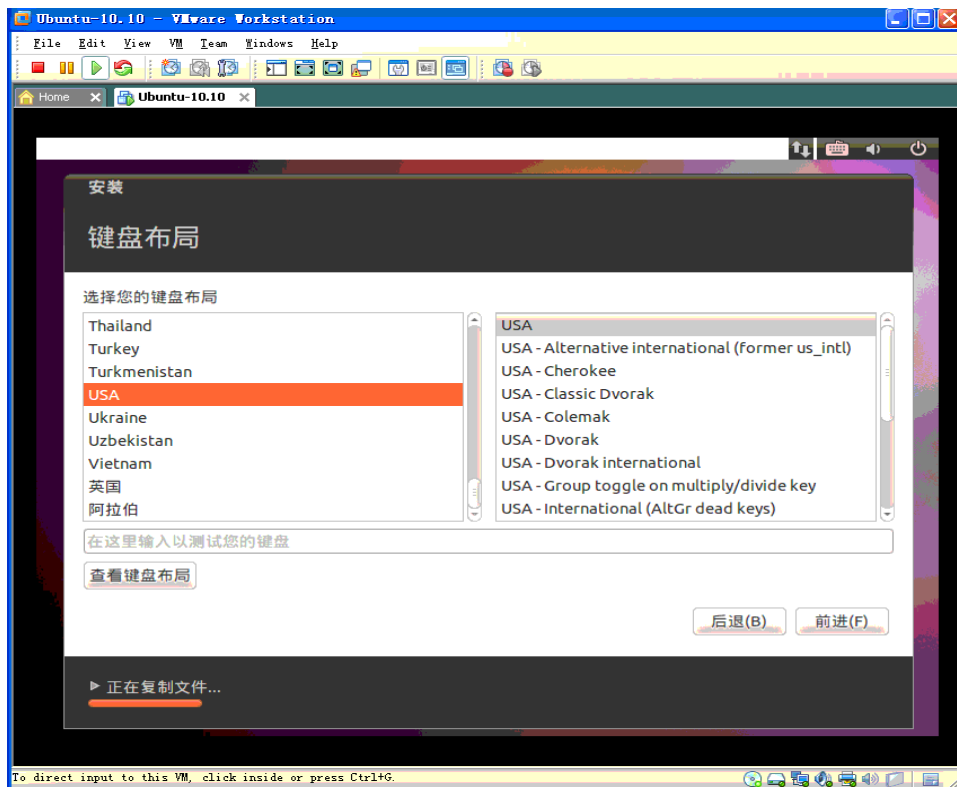 Ubuntu-10.10 - VMware Workstation
File Edit View VM Team Windows Help
Home Ubuntu-10.10
安装
键盘布局
选择您的键盘布局
Thailand
Turkey
Turkmenistan
USA
Ukraine
Uzbekistan
Vietnam
英国
阿拉伯
USA
USA - Alternative international (former us_intl)
USA - Cherokee
USA - Classic Dvorak
USA - Colemak
USA - Dvorak
USA - Dvorak international
USA - Group toggle on multiply/divide key
USA - International (AltGr dead keys)
在这里输入以测试您的键盘
查看键盘布局
后退(B) 前进(F)
正在复制文件...
To direct input to this VM, click inside or press Ctrl+G.